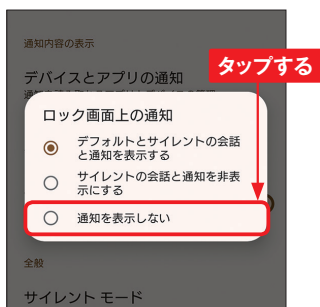 通知内容の表示
デバイスとアプリの通知
タップする
ロック画面上の通知
デフォルトとサイレントの会話
と通知を表示する
サイレントの会話と通知を非表
示にする
通知を表示しない
全般
サイレント モード